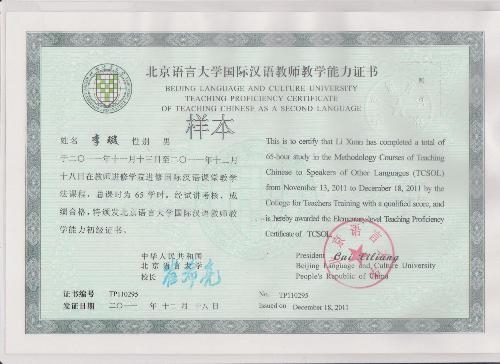 北京语言大学国际汉语教师教学能力证书
BEIJING LANGUAGE AND CULTURE UNIVERSITY
TEACHING PROFICIENCY CERTIFICATE
OF TEACHING CHINESE AS A SECOND LANGUAGE
样本
姓名 李璇 性别 男
于二〇一一年十一月十三日至二〇一一年十二月
十八日在教师进修学院进修国际汉语课堂教学
法课程，总课时为 65 学时。经试讲考核，成
绩合格，特颁发北京语言大学国际汉语教师教
学能力初级证书。
中华人民共和国
北京语言大学
校长
证书编号 TP110295
发证日期 二〇一一年 十二月 十八日
This is to certify that Li Xuan has completed a total of
65-hour study in the Methodology Courses of Teaching
Chinese to Speakers of Other Languages (TCSOL)
from November 13, 2011 to December 18, 2011 by the
College for Teachers Training with a qualified score, and
is hereby awarded the Elementary-level Teaching Proficiency
Certificate of TCSOL.
President Cui Xiliang
Beijing Language and Culture University
People's Republic of China
No. TP110295
Issued on December 18, 2011